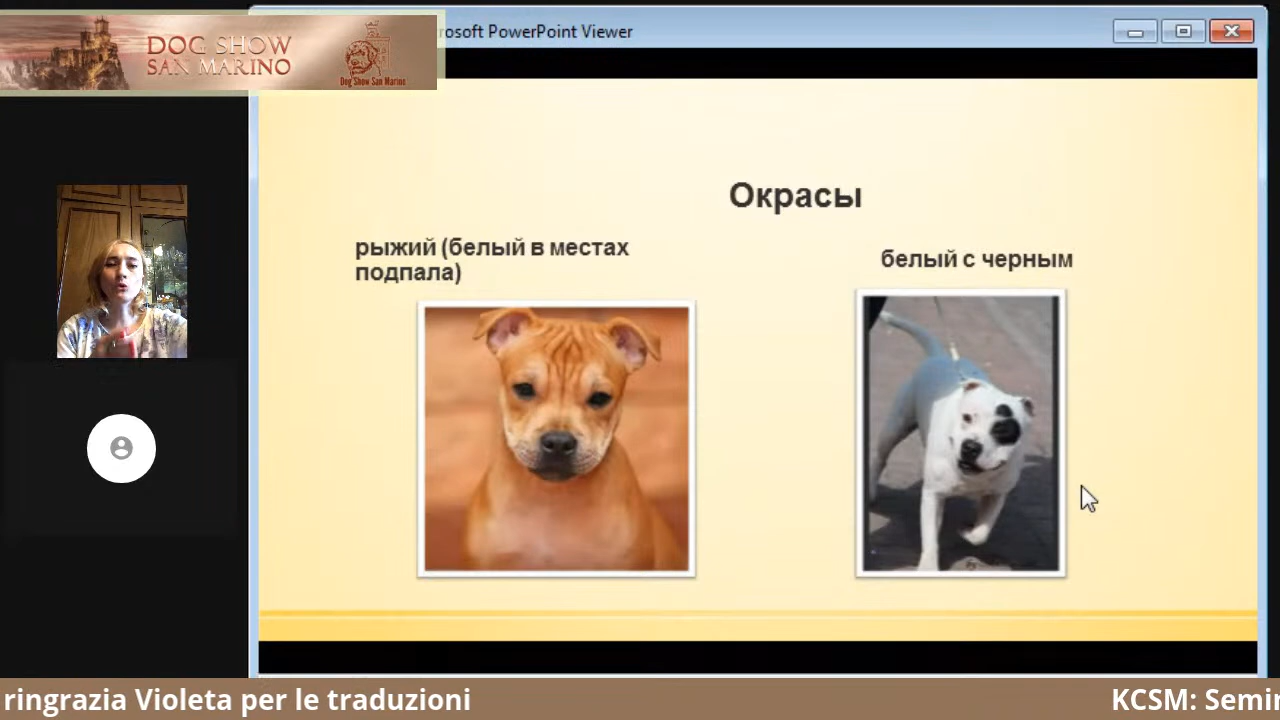 DOG SHOW
SAN MARINO
Dog Show San Marino
rosoft PowerPoint Viewer
Окрасы
рыжий (белый в местах
подпала)
белый с черным
ringrazia Violeta per le traduzioni
KCSM: Semin